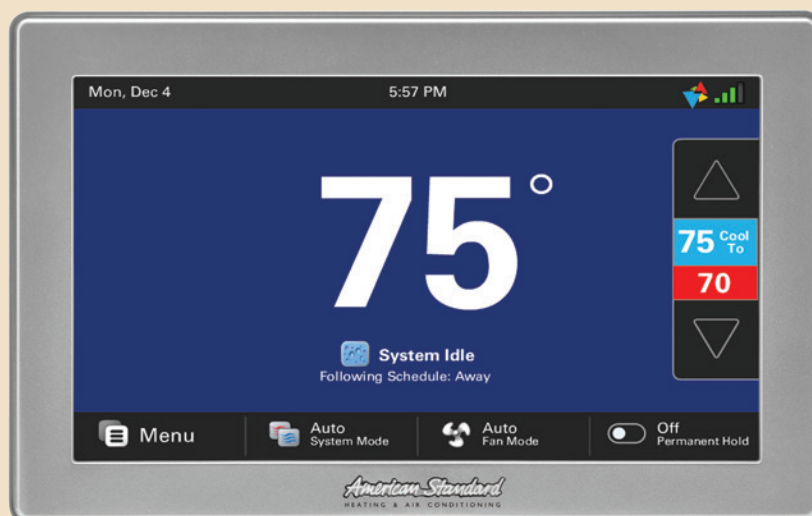 Mon, Dec 4 5:57 PM
75°
75 Cool To
70
System Idle
Following Schedule: Away
Menu
Auto
System Mode
Auto
Fan Mode
Off
Permanent Hold
American Standard
HEATING & AIR CONDITIONING